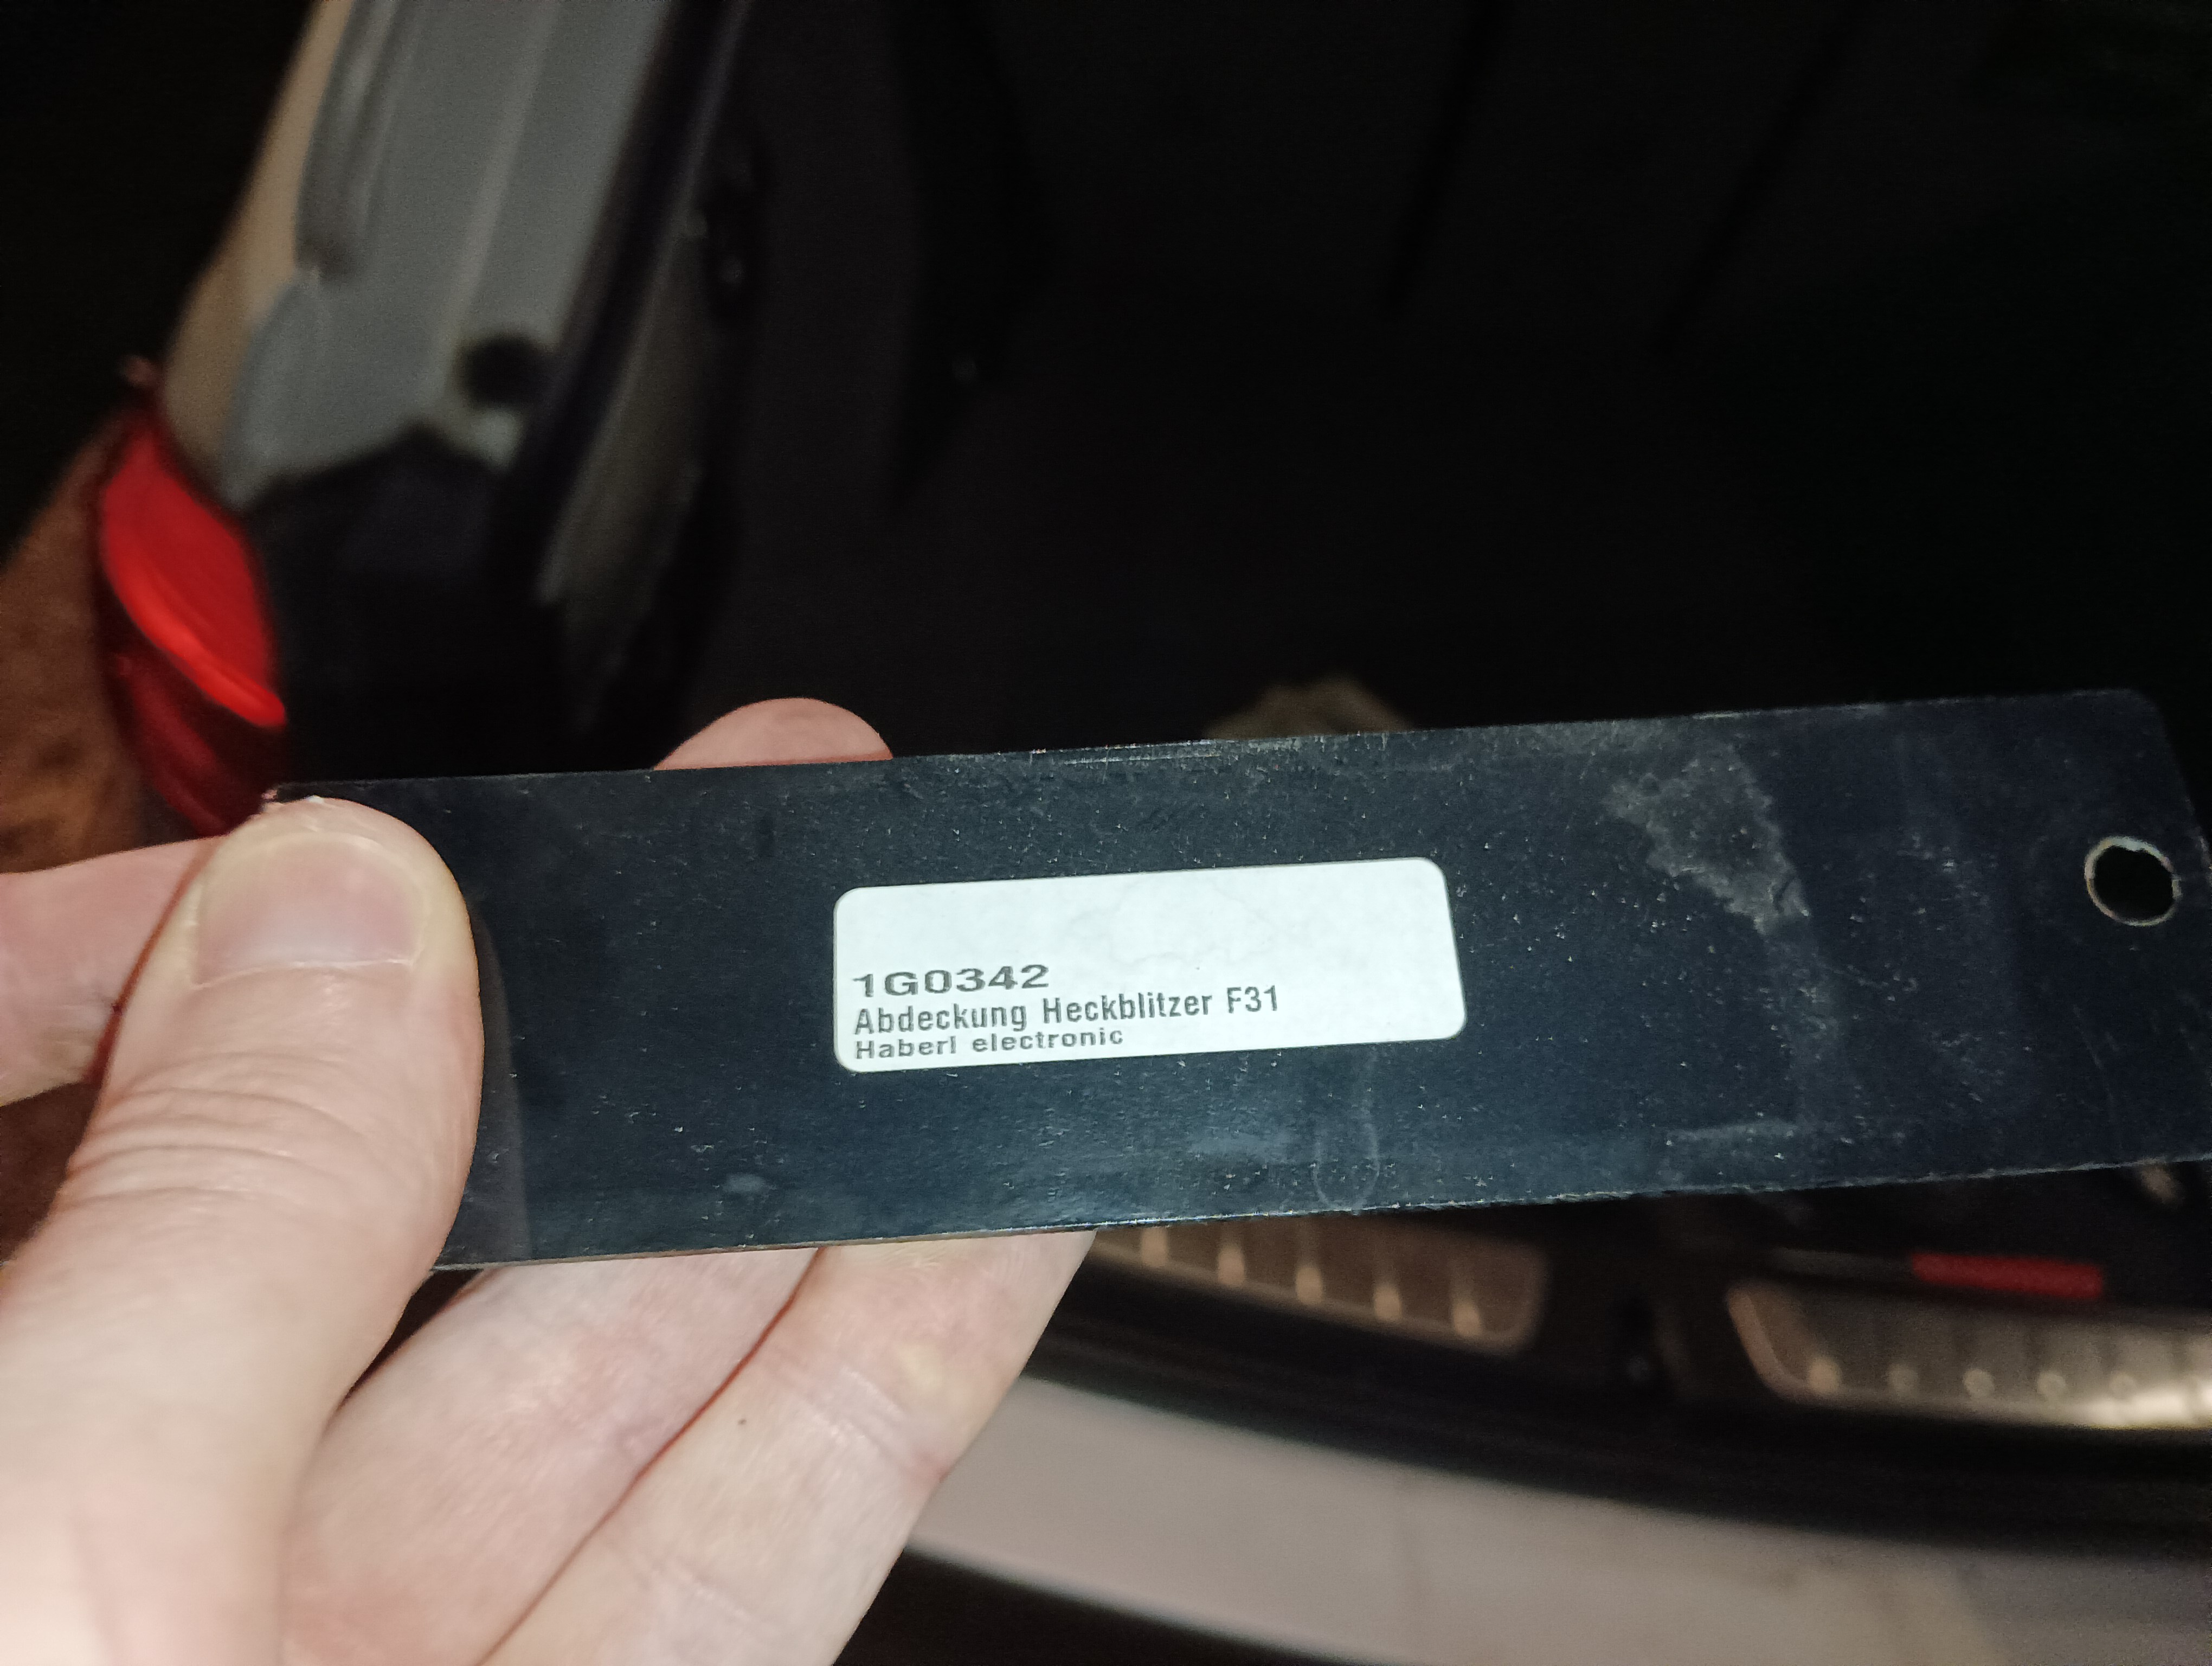 1G0342
Abdeckung Heckblitzer F31
Haberl electronic